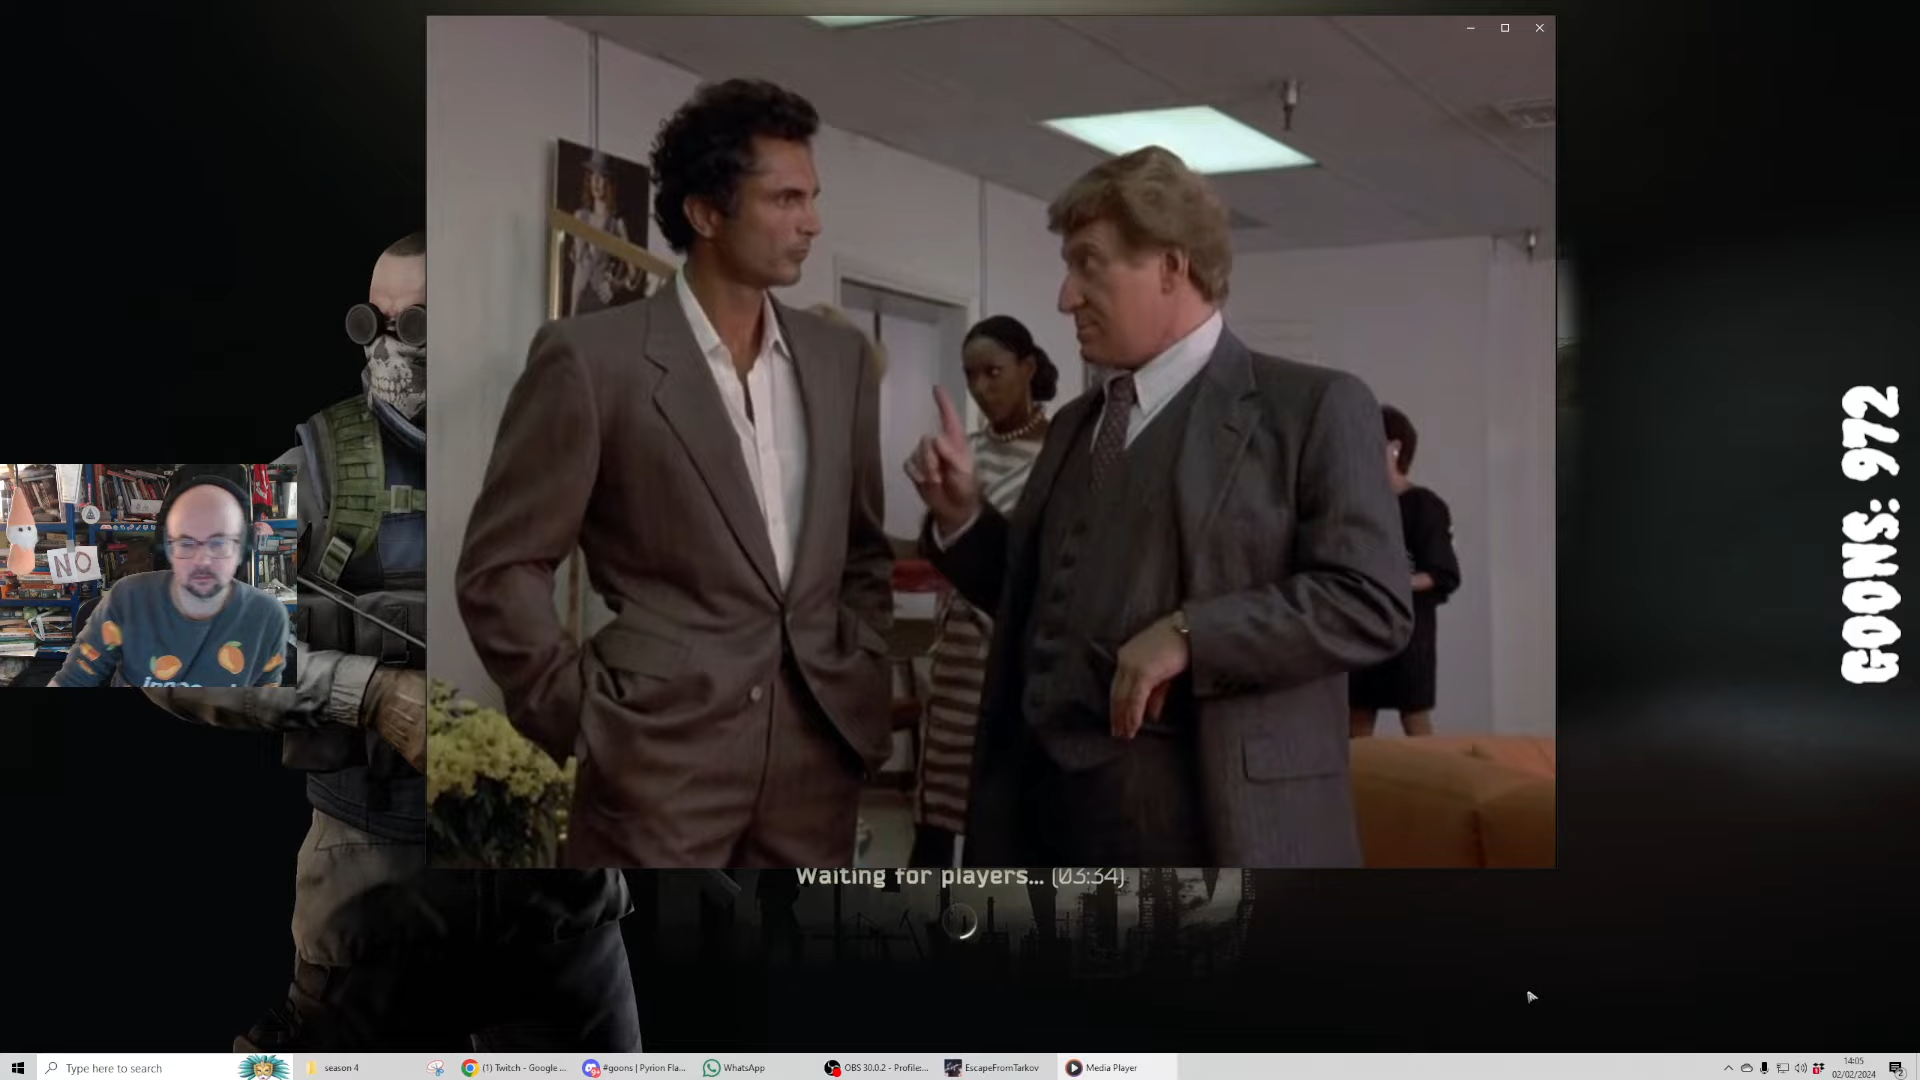 NO
Waiting for players... (03:34)
GOONS: 972
Type here to search
season 4
(1) Twitch - Google ...
#goons | Pyrion Fla...
WhatsApp
OBS 30.0.2 - Profile:...
EscapeFromTarkov
Media Player
14:05
02/02/2024
2